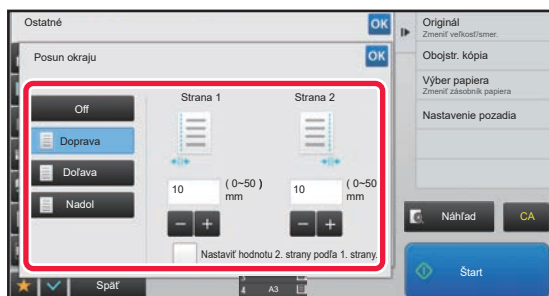 Ostatné
OK
Posun okraju
OK
Off
Doprava
Doľava
Nadol
Strana 1
10
( 0~50 )
mm
Strana 2
10
( 0~50
mm
Nastaviť hodnotu 2. strany podľa 1. strany.
Späť
4 A3
Originál
Zmeniť veľkosť/smer.
Obojstr. kópia
Výber papiera
Zmeniť zásobník papiera
Nastavenie pozadia
Náhľad
CA
Štart